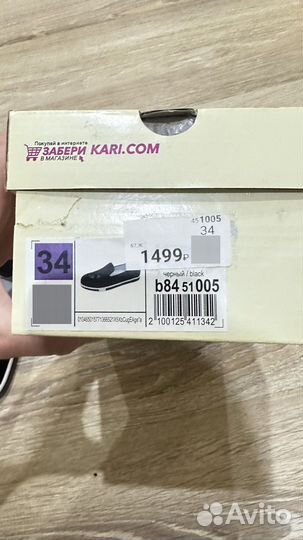 Покупай в интернете
ЗАБЕРИ KARI.COM
В МАГАЗИНЕ
451005
34
34
1499₽
черный / black
b84 51005
2 100125 411342
Avito